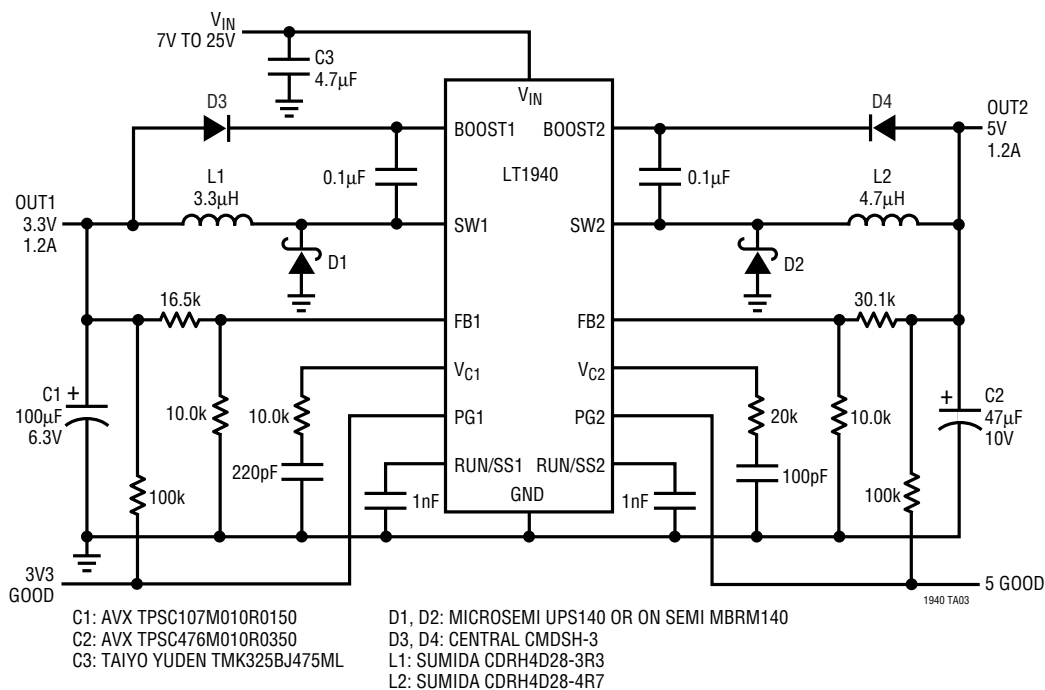 VIN
7V TO 25V
C3
4.7µF
D3
D4
VIN
BOOST1
BOOST2
OUT2
5V
1.2A
LT1940
L1
3.3µH
0.1µF
0.1µF
L2
4.7µH
OUT1
3.3V
1.2A
SW1
SW2
D1
D2
16.5k
30.1k
FB1
FB2
VC1
VC2
C1 +
100µF
6.3V
10.0k
10.0k
PG1
PG2
20k
10.0k
+ C2
47µF
10V
220pF
RUN/SS1
RUN/SS2
100pF
100k
1nF
GND
1nF
100k
3V3
GOOD
5 GOOD
1940 TA03
C1: AVX TPSC107M010R0150
C2: AVX TPSC476M010R0350
C3: TAIYO YUDEN TMK325BJ475ML
D1, D2: MICROSEMI UPS140 OR ON SEMI MBRM140
D3, D4: CENTRAL CMDSH-3
L1: SUMIDA CDRH4D28-3R3
L2: SUMIDA CDRH4D28-4R7